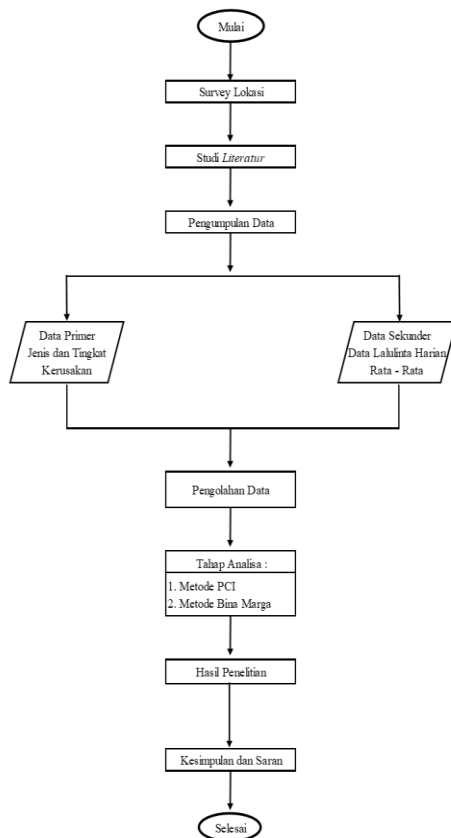 Mulai
Survey Lokasi
Studi Literatur
Pengumpulan Data
Data Primer
Jenis dan Tingkat
Kerusakan
Data Sekunder
Data Lalulinta Harian
Rata - Rata
Pengolahan Data
Tahap Analisa :
1. Metode PCI
2. Metode Bina Marga
Hasil Penelitian
Kesimpulan dan Saran
Selesai